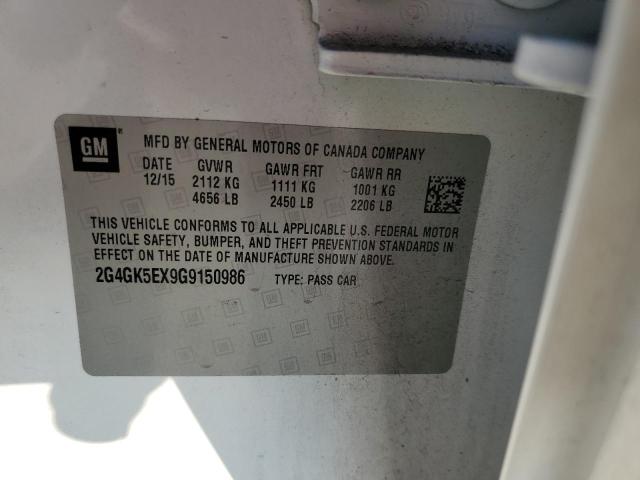 GM
MFD BY GENERAL MOTORS OF CANADA COMPANY
DATE GVWR GAWR FRT GAWR RR
12/15 2112 KG 1111 KG 1001 KG
4656 LB 2450 LB 2206 LB
THIS VEHICLE CONFORMS TO ALL APPLICABLE U.S. FEDERAL MOTOR
VEHICLE SAFETY, BUMPER, AND THEFT PREVENTION STANDARDS IN
EFFECT ON THE DATE OF MANUFACTURE SHOWN ABOVE.
2G4GK5EX9G9150986 TYPE: PASS CAR